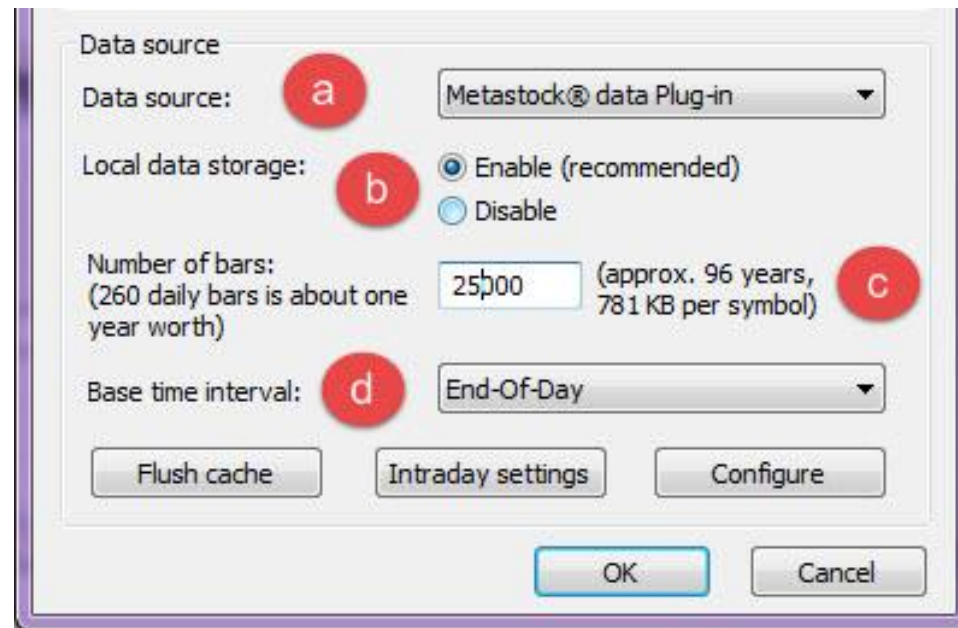 Data source
Data source: a Metastock® data Plug-in
Local data storage: b Enable (recommended)
Disable
Number of bars:
(260 daily bars is about one
year worth)
25000 (approx. 96 years,
781 KB per symbol) c
Base time interval: d End-Of-Day
Flush cache Intraday settings Configure
OK Cancel